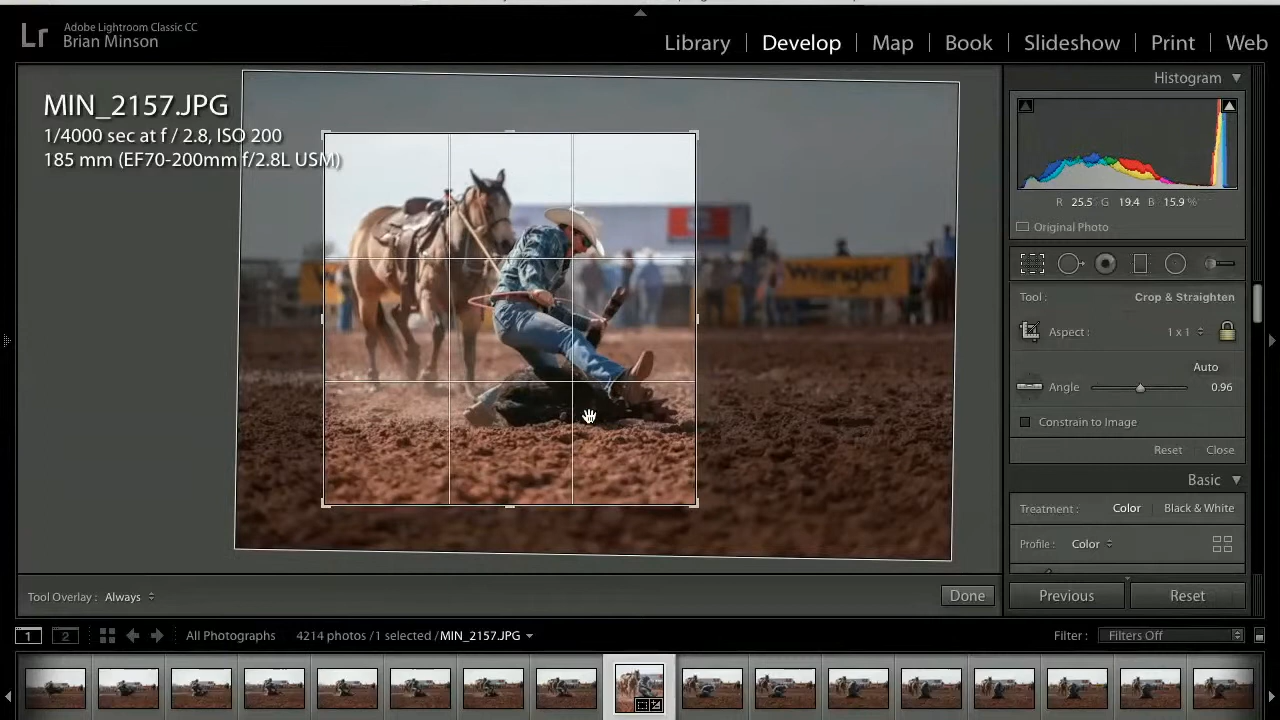 Lr
Adobe Lightroom Classic CC
Brian Minson
Library | Develop | Map | Book | Slideshow | Print | Web
MIN_2157.JPG
1/4000 sec at f / 2.8, ISO 200
185 mm (EF70-200mm f/2.8L USM)
Wrangler
Histogram
R 25.5 G 19.4 B 15.9 %
Original Photo
Tool : Crop & Straighten
Aspect : 1 x 1
Auto
Angle 0.96
Constrain to Image
Reset Close
Basic
Treatment : Color | Black & White
Profile : Color
Tool Overlay : Always
Done
Previous
Reset
1 2 All Photographs 4214 photos / 1 selected / MIN_2157.JPG
Filter : Filters Off